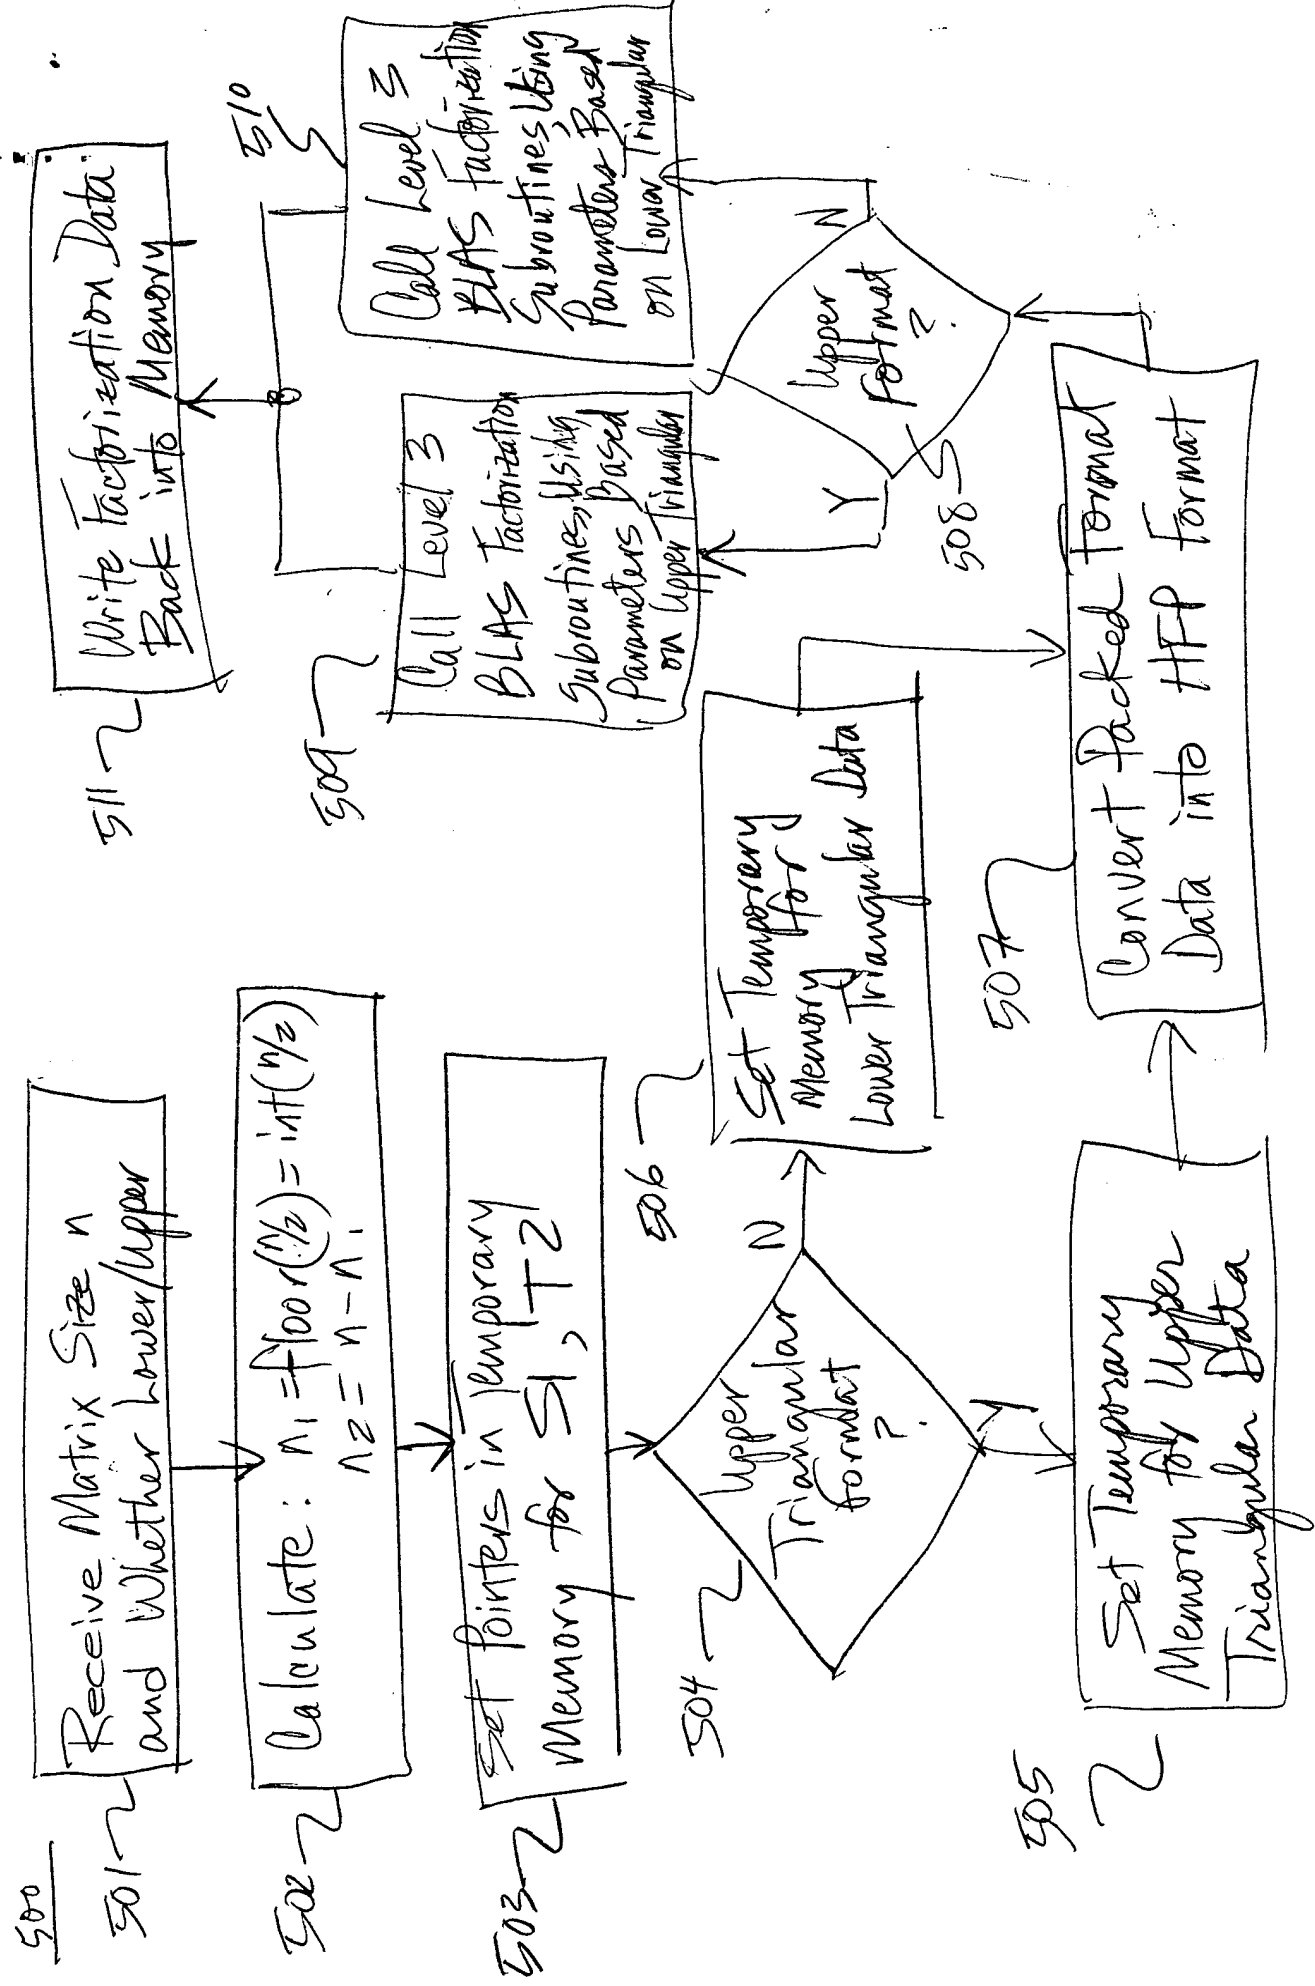 500
501
Receive Matrix Size n
and Whether Lower/Upper
502
Calculate: n1 = floor(n/2) = int(n/2)
n2 = n - n1
503
Set Pointers in Temporary
Memory for S1, T2
504
Upper
Triangular
format
?
N
Y
505
Set Temporary
Memory for Upper
Triangular Data
506
Set Temporary
Memory for
Lower Triangular Data
507
Convert Packed Format
Data into HFP Format
508
Upper
format
?
Y
N
509
Call Level 3
BLAS Factorization
Subroutines, Using
Parameters Based
on Upper Triangular
510
Call Level 3
BLAS Factorization
Subroutines, Using
Parameters Based
on Lower Triangular
511
Write Factorization Data
Back into Memory